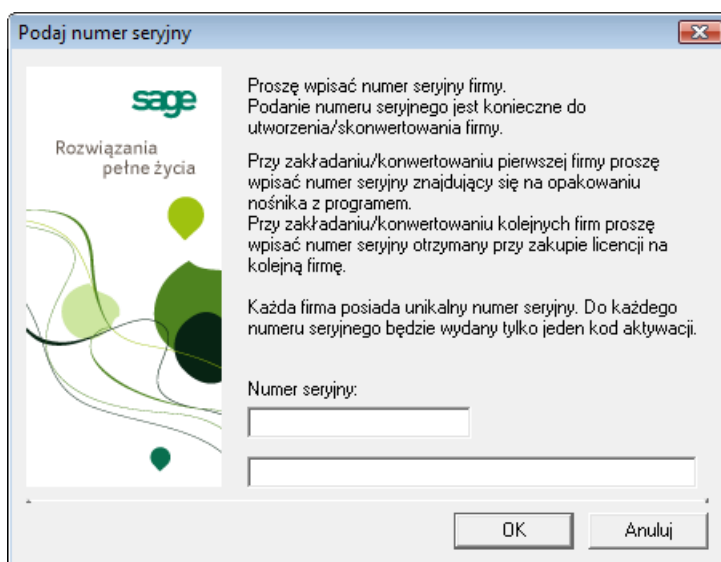 Podaj numer seryjny
sage
Rozwiązania
pełne życia
Proszę wpisać numer seryjny firmy.
Podanie numeru seryjnego jest konieczne do
utworzenia/skonwertowania firmy.
Przy zakładaniu/konwertowaniu pierwszej firmy proszę
wpisać numer seryjny znajdujący się na opakowaniu
nośnika z programem.
Przy zakładaniu/konwertowaniu kolejnych firm proszę
wpisać numer seryjny otrzymany przy zakupie licencji na
kolejną firmę.
Każda firma posiada unikalny numer seryjny. Do każdego
numeru seryjnego będzie wydany tylko jeden kod aktywacji.
Numer seryjny:
OK
Anuluj